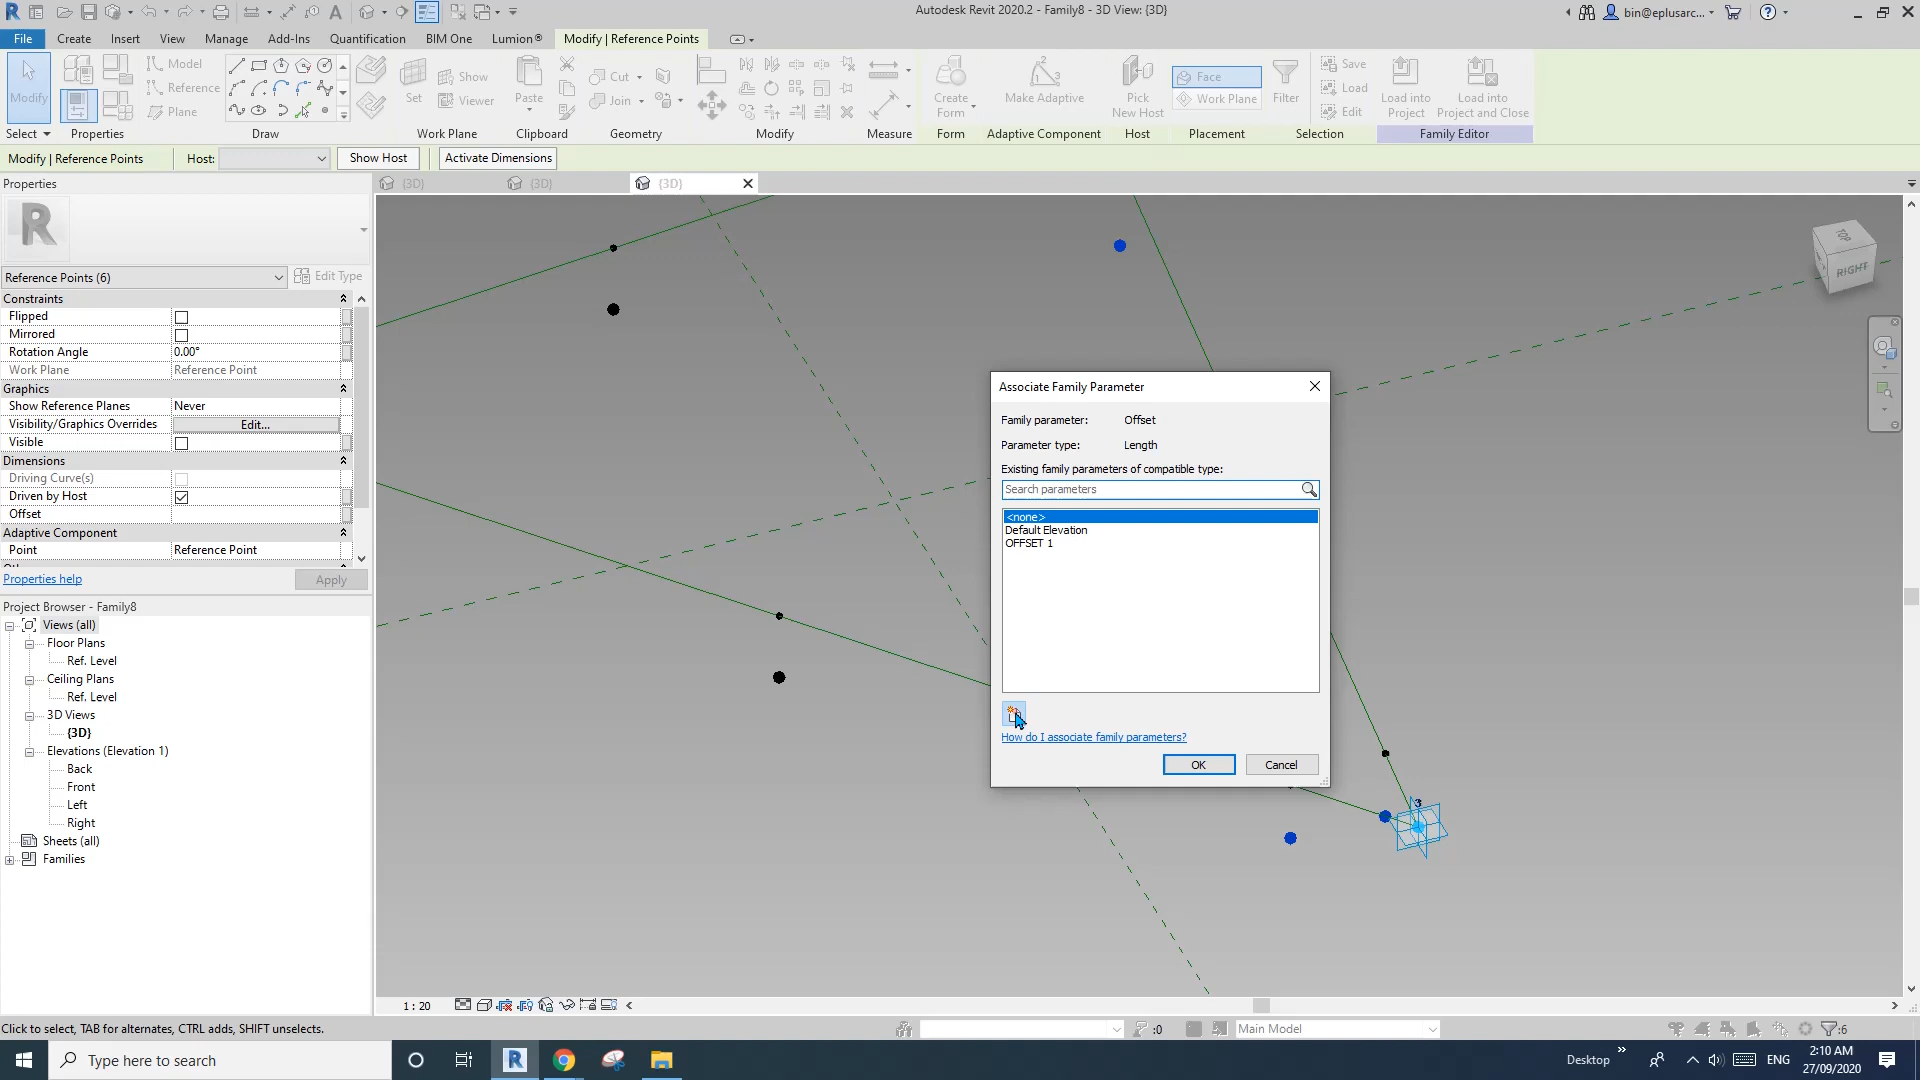 Autodesk Revit 2020.2 - Family8 - 3D View: {3D}
bin@eplusarc...
File Create Insert View Manage Add-Ins Quantification BIM One Lumion® Modify | Reference Points
Model
Reference
Plane
Set
Show
Viewer
Paste
Cut
Join
Create Form
Make Adaptive
Pick New Host
Face
Work Plane
Filter
Save
Load
Edit
Load into Project
Load into Project and Close
Modify
Select Properties Draw Work Plane Clipboard Geometry Modify Measure Form Adaptive Component Host Placement Selection Family Editor
Modify | Reference Points Host: Show Host Activate Dimensions
Properties
{3D} {3D} {3D}
R
Reference Points (6) Edit Type
Constraints
Flipped
Mirrored
Rotation Angle 0.00°
Work Plane Reference Point
Graphics
Show Reference Planes Never
Visibility/Graphics Overrides Edit...
Visible
Dimensions
Driving Curve(s)
Driven by Host
Offset
Adaptive Component
Point Reference Point
Properties help Apply
Project Browser - Family8
Views (all)
Floor Plans
Ref. Level
Ceiling Plans
Ref. Level
3D Views
{3D}
Elevations (Elevation 1)
Back
Front
Left
Right
Sheets (all)
Families
TOP
RIGHT
Associate Family Parameter
Family parameter: Offset
Parameter type: Length
Existing family parameters of compatible type:
Search parameters
<none>
Default Elevation
OFFSET 1
How do I associate family parameters?
OK Cancel
3
1 : 20
Click to select, TAB for alternates, CTRL adds, SHIFT unselects.
:0
Main Model
:6
Type here to search
Desktop
ENG
2:10 AM
27/09/2020